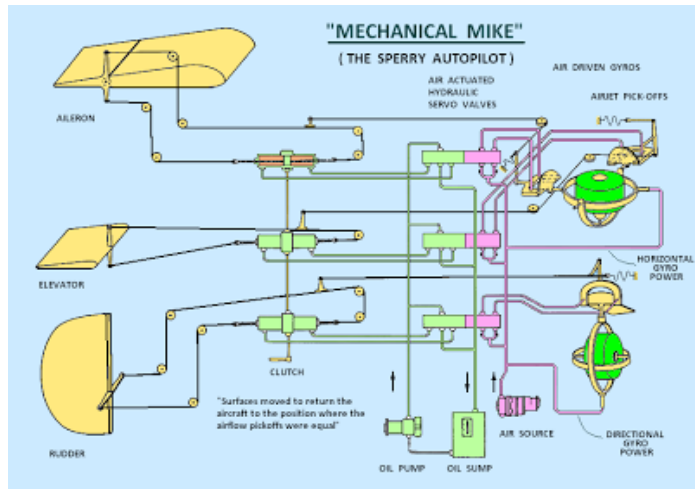 "MECHANICAL MIKE"
( THE SPERRY AUTOPILOT )
AIR ACTUATED
HYDRAULIC
SERVO VALVES
AIR DRIVEN GYROS
AIRJET PICK-OFFS
AILERON
ELEVATOR
HORIZONTAL
GYRO
POWER
CLUTCH
"Surfaces moved to return the
aircraft to the position where the
airflow pickoffs were equal"
RUDDER
OIL PUMP
OIL SUMP
AIR SOURCE
DIRECTIONAL
GYRO
POWER